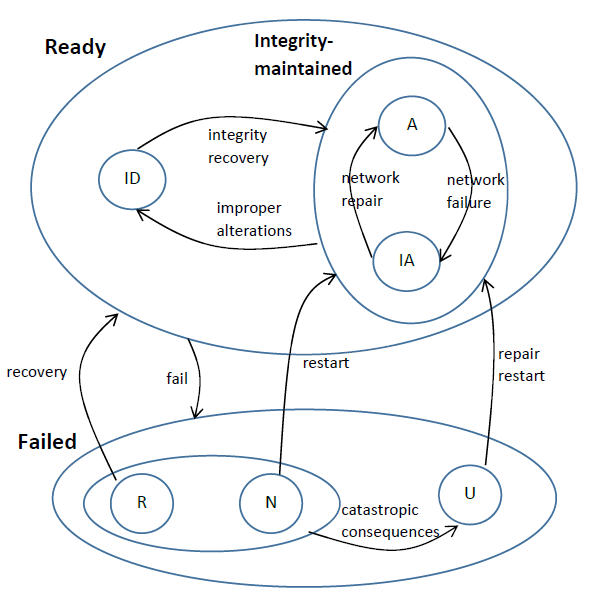 Ready
Integrity-
maintained
A
integrity
recovery
ID
network
repair
network
failure
improper
alterations
IA
recovery
fail
restart
repair
restart
Failed
R
N
U
catastropic
consequences